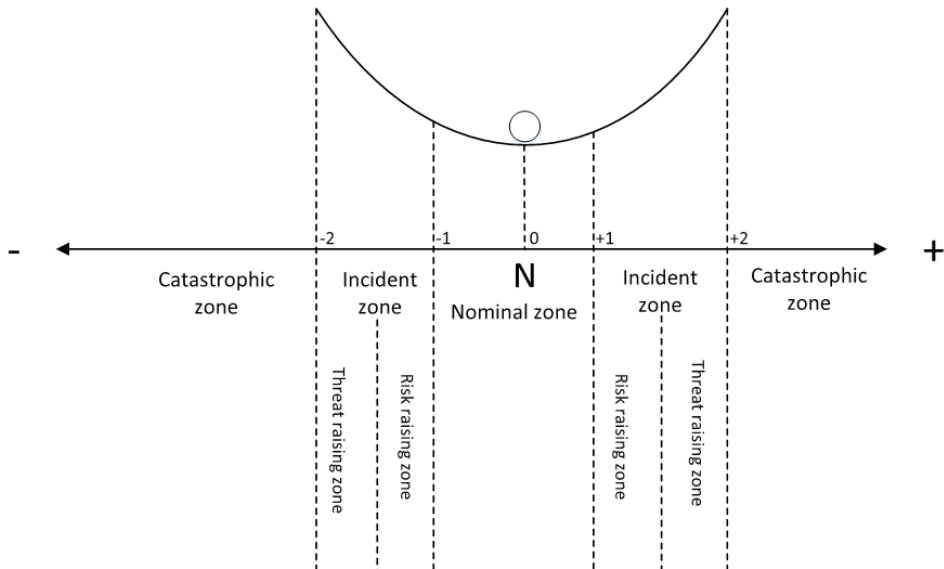 -2
-1
0
+1
+2
-
+
Catastrophic
zone
Incident
zone
N
Nominal zone
Incident
zone
Catastrophic
zone
Threat raising zone
Risk raising zone
Risk raising zone
Threat raising zone